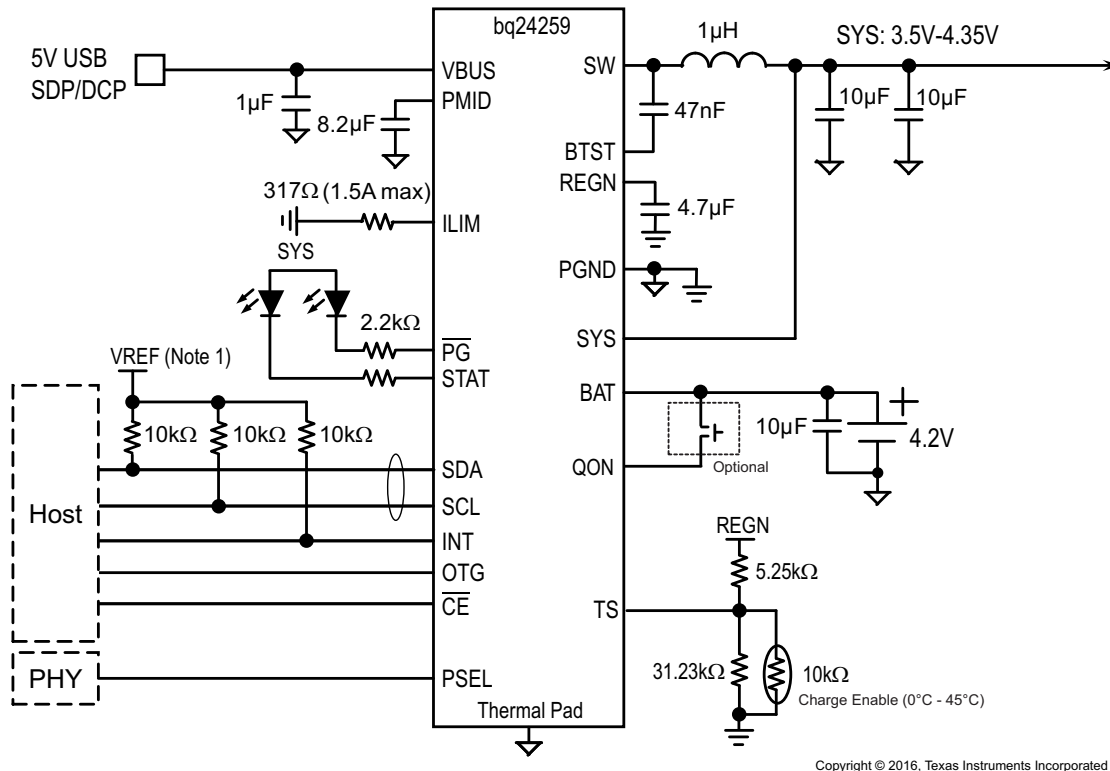 bq24259
5V USB
SDP/DCP
1µF
8.2µF
VBUS
PMID
317Ω (1.5A max)
ILIM
SYS
2.2kΩ
PG
STAT
VREF (Note 1)
10kΩ
10kΩ
10kΩ
Host
SDA
SCL
INT
OTG
CE
PHY
PSEL
Thermal Pad
SW
1µH
SYS: 3.5V-4.35V
47nF
10µF
10µF
BTST
REGN
4.7µF
PGND
SYS
BAT
10µF
4.2V
Optional
QON
REGN
5.25kΩ
TS
31.23kΩ
10kΩ
Charge Enable (0°C - 45°C)
Copyright © 2016, Texas Instruments Incorporated